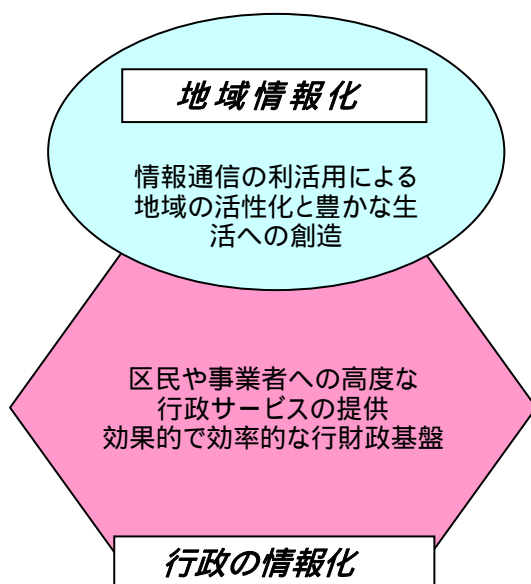 地域情報化
情報通信の利活用による
地域の活性化と豊かな生
活への創造
区民や事業者への高度な
行政サービスの提供
効果的で効率的な行財政基盤
行政の情報化